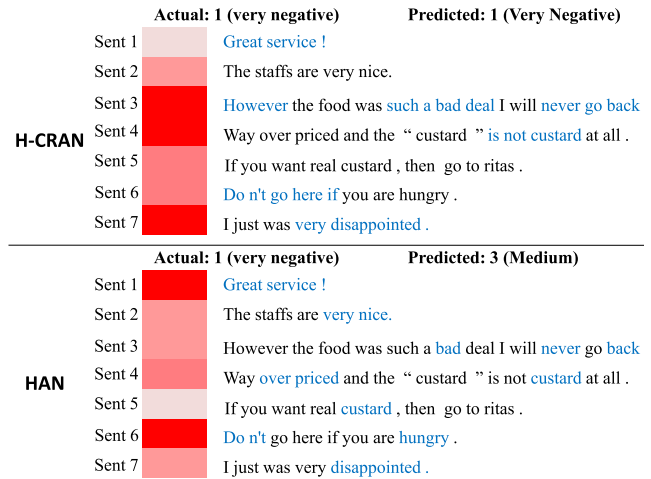 Actual: 1 (very negative) Predicted: 1 (Very Negative)
H-CRAN
Sent 1 Great service !
Sent 2 The staffs are very nice.
Sent 3 However the food was such a bad deal I will never go back
Sent 4 Way over priced and the “ custard ” is not custard at all .
Sent 5 If you want real custard , then go to ritas .
Sent 6 Do n't go here if you are hungry .
Sent 7 I just was very disappointed .
Actual: 1 (very negative) Predicted: 3 (Medium)
HAN
Sent 1 Great service !
Sent 2 The staffs are very nice.
Sent 3 However the food was such a bad deal I will never go back
Sent 4 Way over priced and the “ custard ” is not custard at all .
Sent 5 If you want real custard , then go to ritas .
Sent 6 Do n't go here if you are hungry .
Sent 7 I just was very disappointed .